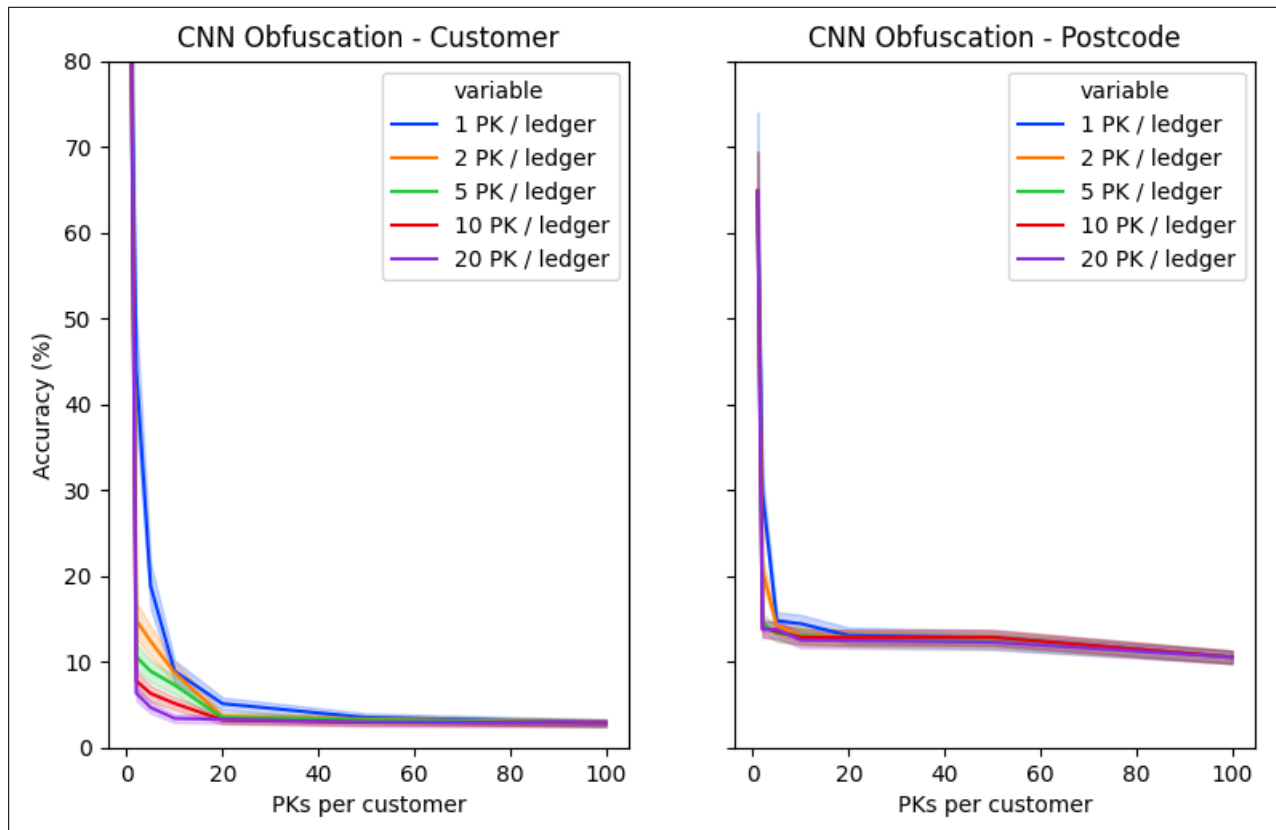 CNN Obfuscation - Customer
80
70
60
50
40
30
20
10
0
Accuracy (%)
variable
1 PK / ledger
2 PK / ledger
5 PK / ledger
10 PK / ledger
20 PK / ledger
0 20 40 60 80 100
PKs per customer
CNN Obfuscation - Postcode
variable
1 PK / ledger
2 PK / ledger
5 PK / ledger
10 PK / ledger
20 PK / ledger
0 20 40 60 80 100
PKs per customer